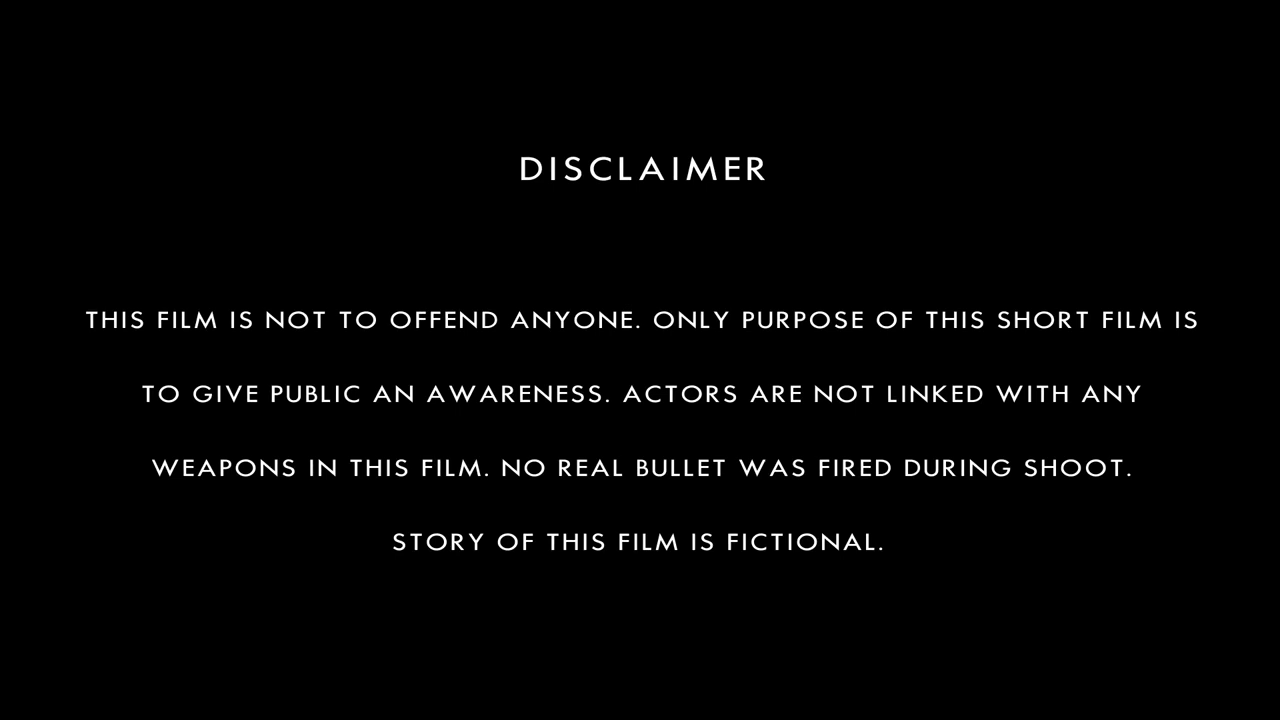 DISCLAIMER
THIS FILM IS NOT TO OFFEND ANYONE. ONLY PURPOSE OF THIS SHORT FILM IS
TO GIVE PUBLIC AN AWARENESS. ACTORS ARE NOT LINKED WITH ANY
WEAPONS IN THIS FILM. NO REAL BULLET WAS FIRED DURING SHOOT.
STORY OF THIS FILM IS FICTIONAL.